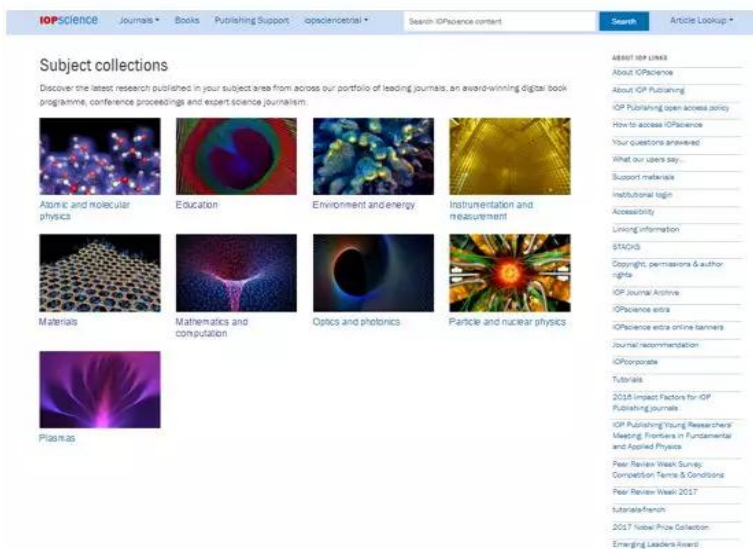 IOPscience Journals Books Publishing Support iopsciencetrial Search IOPscience content Search Article Lookup
Subject collections
Discover the latest research published in your subject area from across our portfolio of leading journals, an award-winning digital book
programme, conference proceedings and expert science journalism.
Atomic and molecular
physics
Education
Environment and energy
Instrumentation and
measurement
Materials
Mathematics and
computation
Optics and photonics
Particle and nuclear physics
Plasmas
ABOUT IOP LINKS
About IOPscience
About IOP Publishing
IOP Publishing open access policy
How to access IOPscience
Your questions answered
What our users say...
Support materials
Institutional login
Accessibility
Linking information
STACKS
Copyright, permissions & author
rights
IOP Journal Archive
IOPscience extra
IOPscience extra online banners
Journal recommendation
IOPcorporate
Tutorials
2016 Impact Factors for IOP
Publishing journals
IOP Publishing Young Researchers'
Meeting: Frontiers in Fundamental
and Applied Physics
Peer Review Week Survey:
Competition Terms & Conditions
Peer Review Week 2017
tutorials-french
2017 Nobel Prize Collection
Emerging Leaders Award